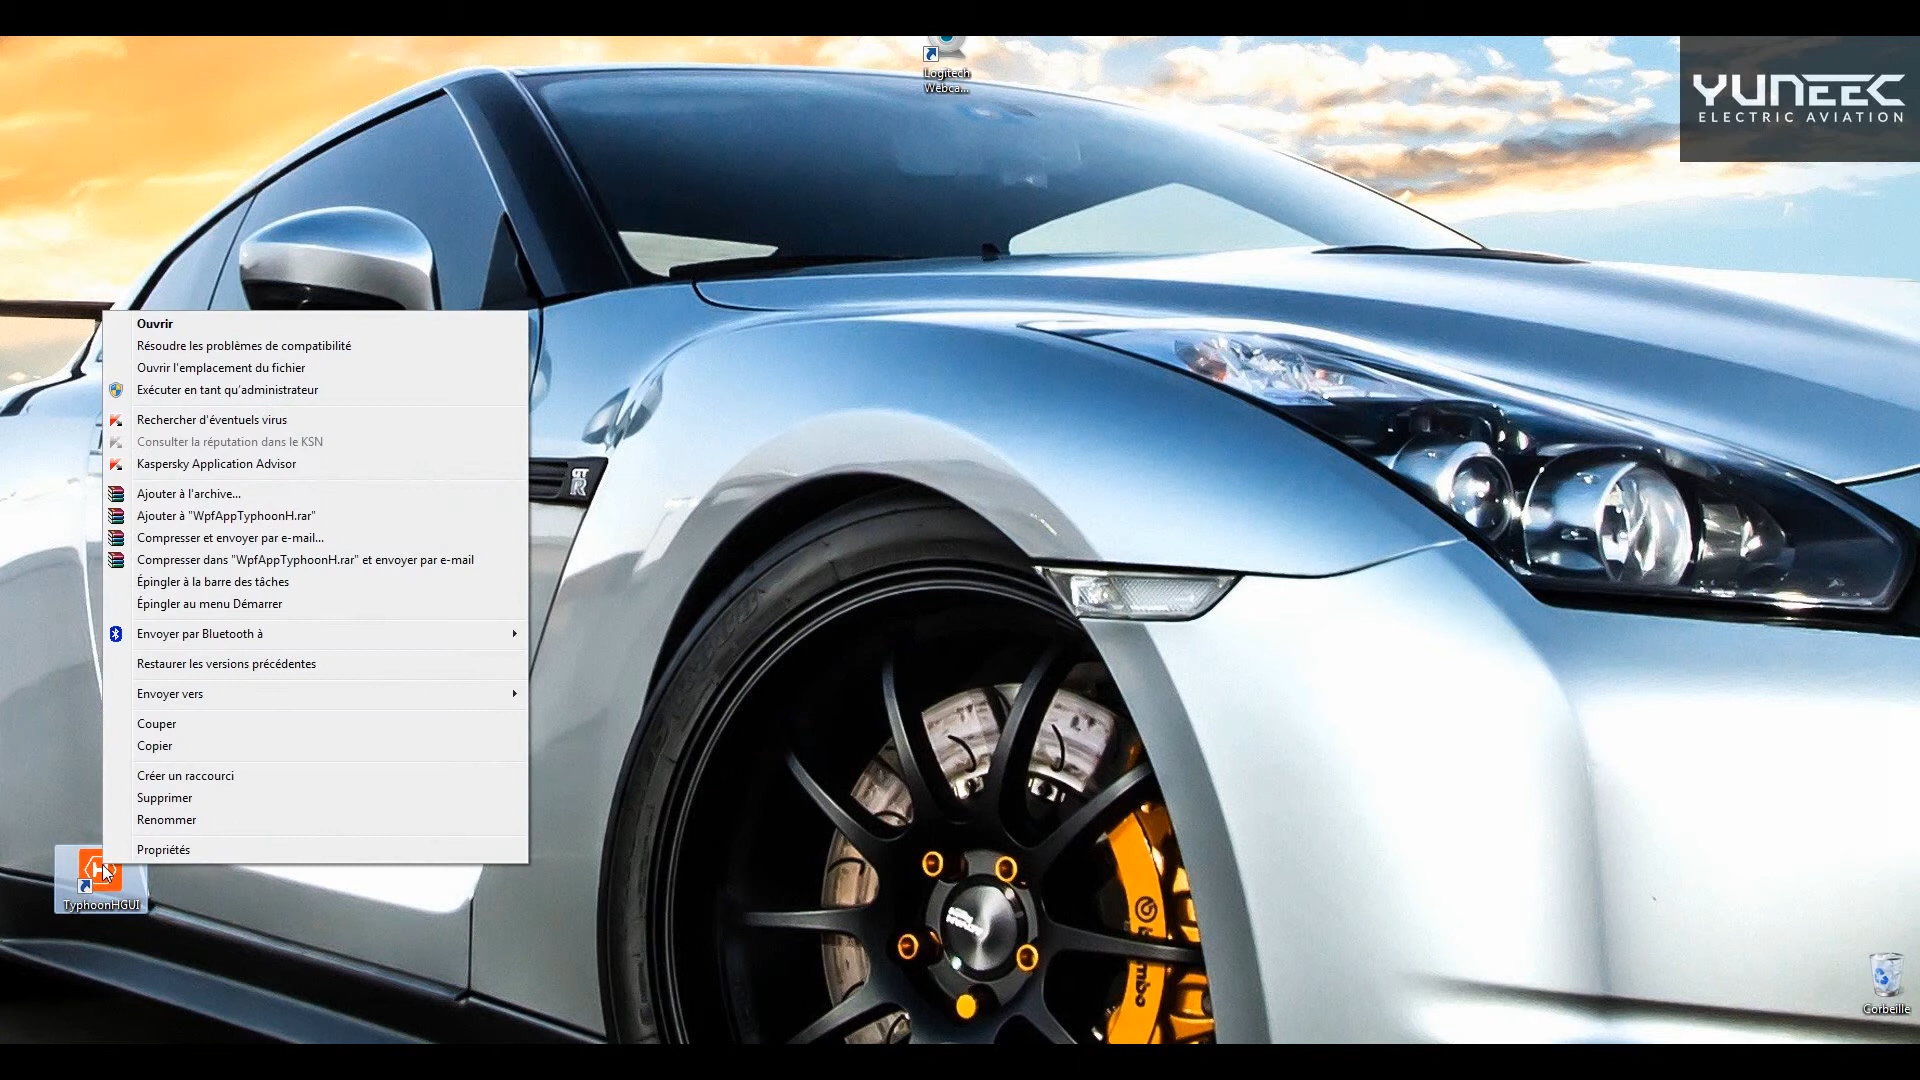 Logitech
Webca...
YUNEEC
ELECTRIC AVIATION
Ouvrir
Résoudre les problèmes de compatibilité
Ouvrir l'emplacement du fichier
Exécuter en tant qu'administrateur
Rechercher d'éventuels virus
Consulter la réputation dans le KSN
Kaspersky Application Advisor
Ajouter à l'archive...
Ajouter à "WpfAppTyphoonH.rar"
Compresser et envoyer par e-mail...
Compresser dans "WpfAppTyphoonH.rar" et envoyer par e-mail
Épingler à la barre des tâches
Épingler au menu Démarrer
Envoyer par Bluetooth à
Restaurer les versions précédentes
Envoyer vers
Couper
Copier
Créer un raccourci
Supprimer
Renommer
Propriétés
H
TyphoonHGUI
GT
R
Corbeille